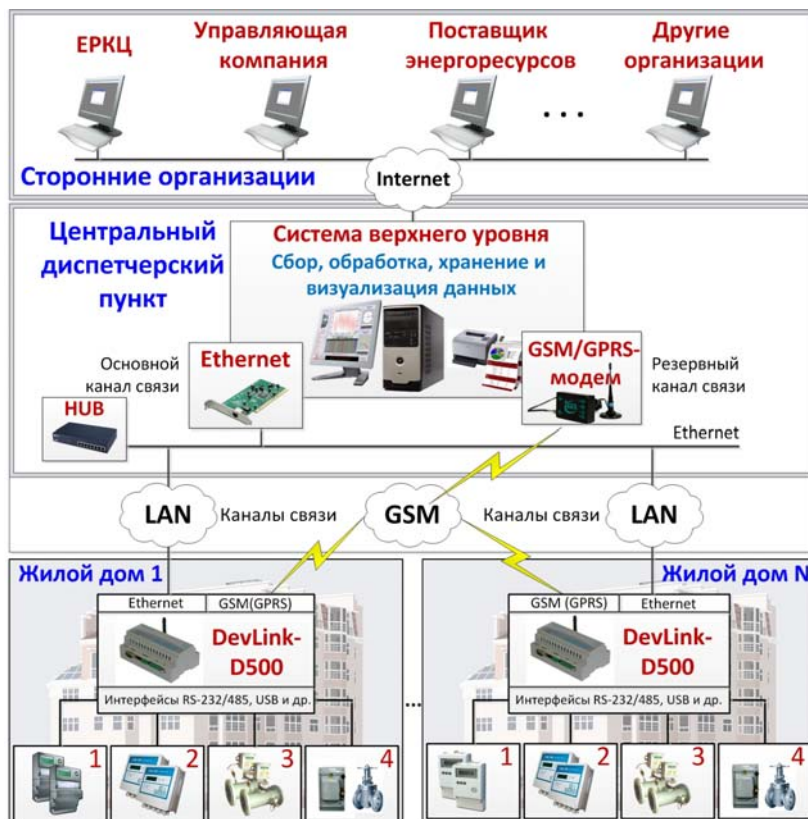 ЕРКЦ
Управляющая
компания
Поставщик
энергоресурсов
Другие
организации
...
Сторонние организации
Internet
Центральный
диспетчерский
пункт
Система верхнего уровня
Сбор, обработка, хранение и
визуализация данных
Основной
канал связи
Ethernet
GSM/GPRS-
модем
Резервный
канал связи
HUB
Ethernet
LAN
Каналы связи
GSM
Каналы связи
LAN
Жилой дом 1
Ethernet
GSM(GPRS)
DevLink-
D500
Интерфейсы RS-232/485, USB и др.
1
2
3
4
...
Жилой дом N
GSM (GPRS)
Ethernet
DevLink-
D500
Интерфейсы RS-232/485, USB и др.
1
2
3
4